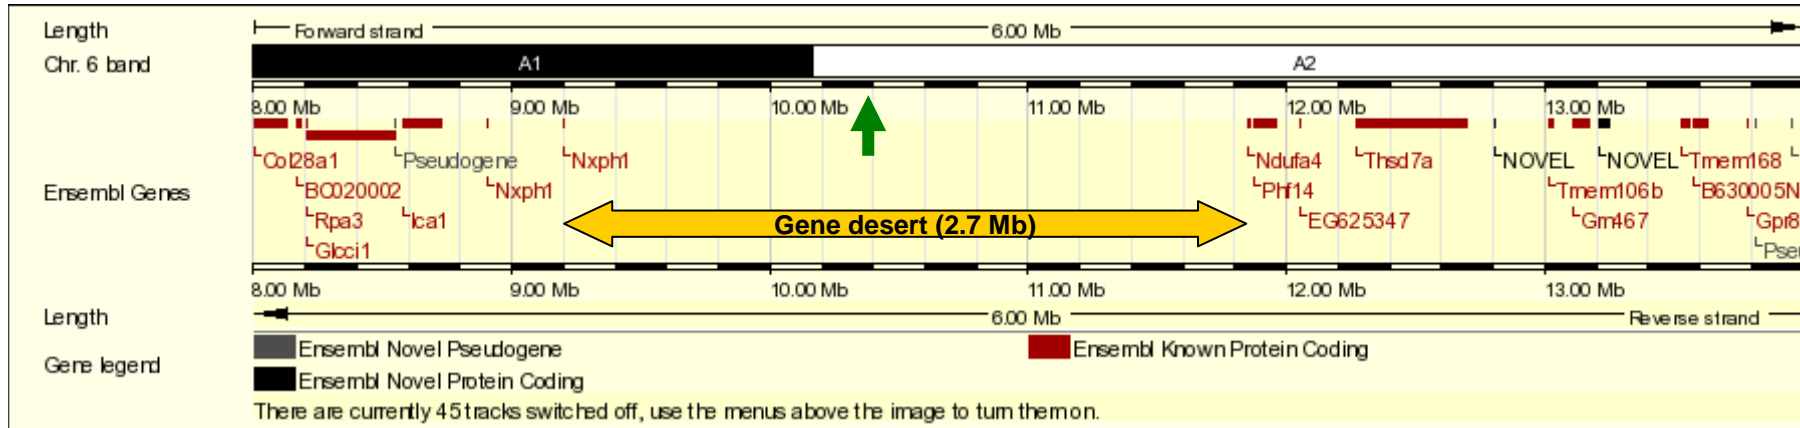 Length
Forward strand
6.00 Mb
Chr. 6 band
A1
A2
8.00 Mb
9.00 Mb
10.00 Mb
11.00 Mb
12.00 Mb
13.00 Mb
Ensembl Genes
Col28a1
Pseudogene
Nxph1
Ndufa4
Thsd7a
NOVEL
NOVEL
Tmem168
BC020002
Nxph1
Phf14
Tmem106b
B630005N
Rpa3
Ica1
Gene desert (2.7 Mb)
EG625347
Gm467
Gpr8
Glcci1
Pseu
8.00 Mb
9.00 Mb
10.00 Mb
11.00 Mb
12.00 Mb
13.00 Mb
Length
6.00 Mb
Reverse strand
Gene legend
Ensembl Novel Pseudogene
Ensembl Known Protein Coding
Ensembl Novel Protein Coding
There are currently 45 tracks switched off, use the menus above the image to turn them on.